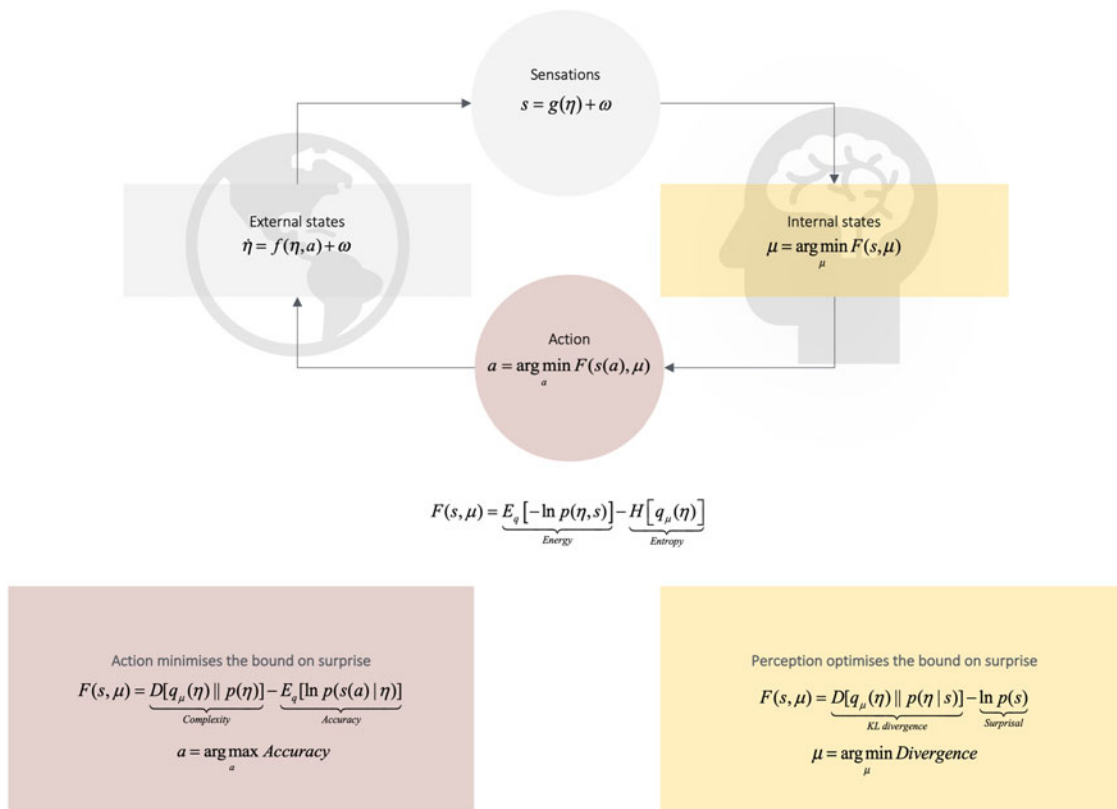 Sensations
s = g(η) + ω
External states
η̇ = f(η, a) + ω
Internal states
μ = arg min F(s, μ)
μ
Action
a = arg min F(s(a), μ)
a
F(s, μ) = E_q [−ln p(η, s)] − H[q_μ(η)]
Energy Entropy
Action minimises the bound on surprise
F(s, μ) = D[q_μ(η) || p(η)] − E_q[ln p(s(a) | η)]
Complexity Accuracy
a = arg max Accuracy
a
Perception optimises the bound on surprise
F(s, μ) = D[q_μ(η) || p(η | s)] − ln p(s)
KL divergence Surprisal
μ = arg min Divergence
μ